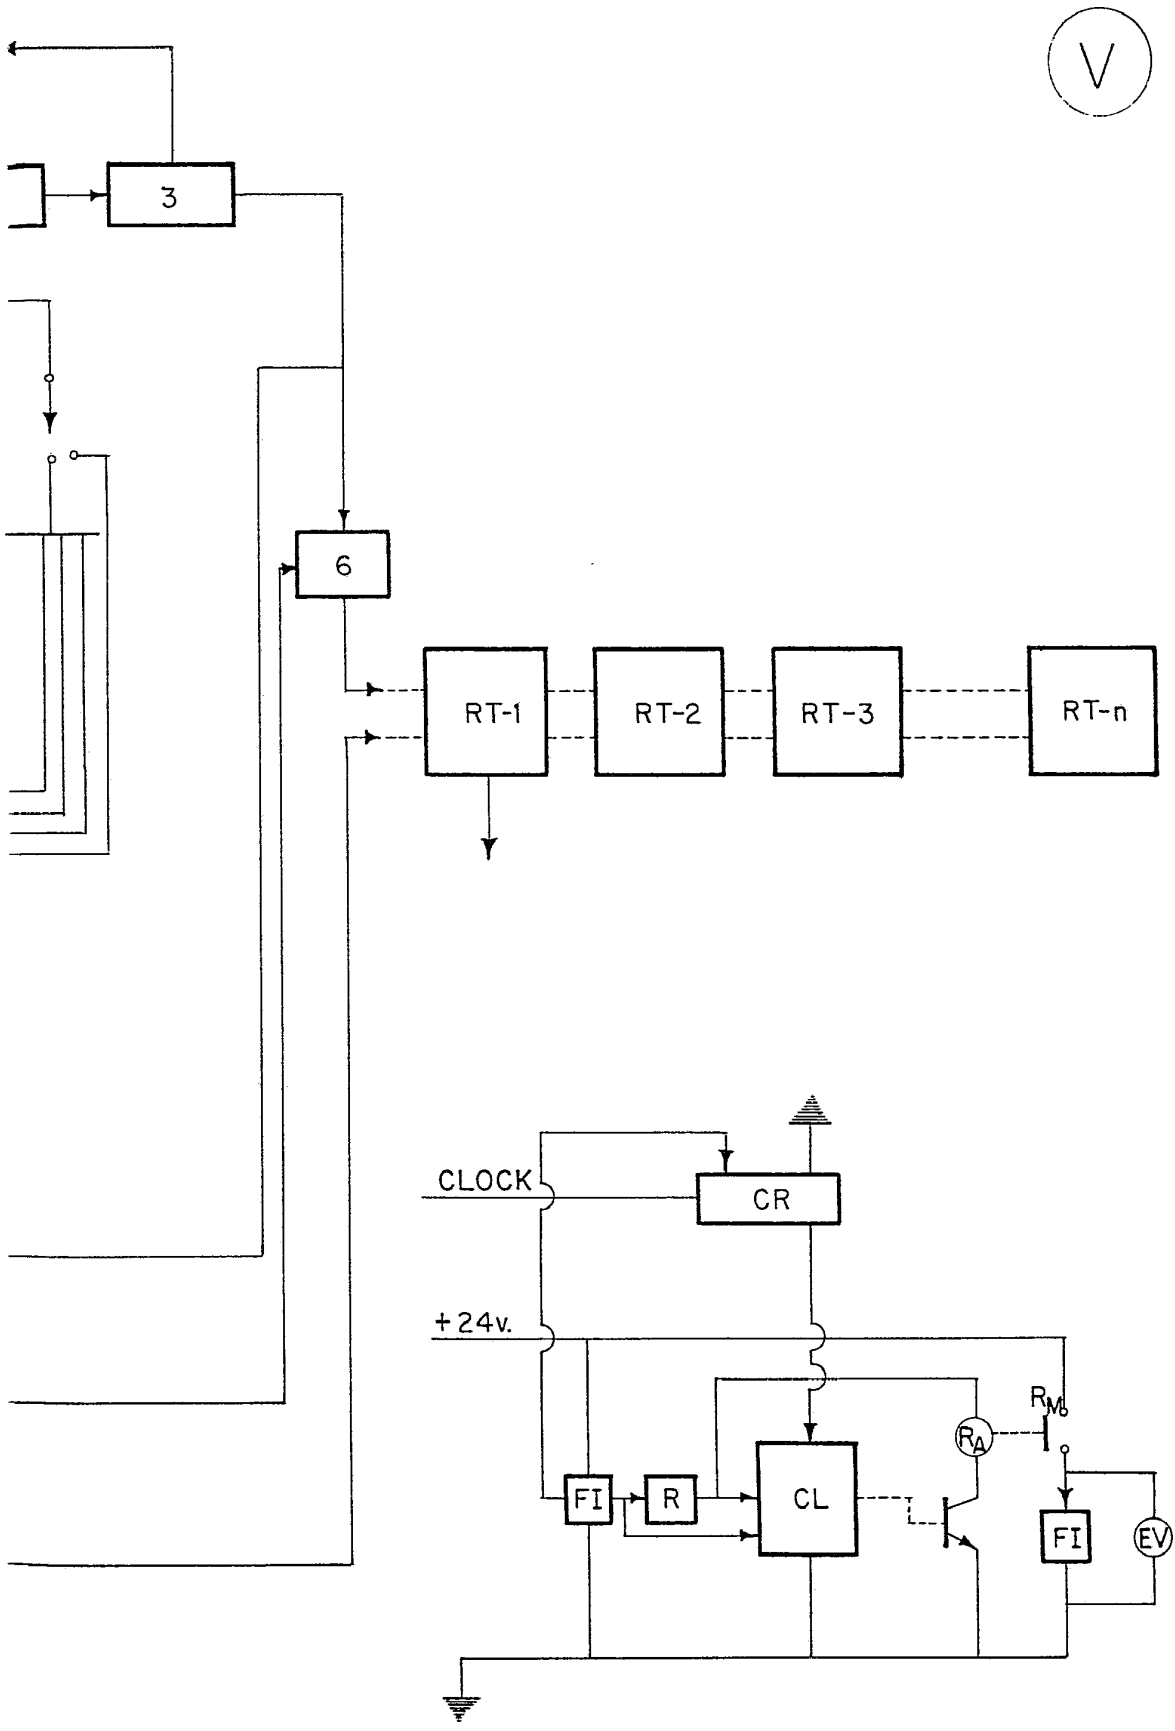 V
3
6
RT-1 RT-2 RT-3 RT-n
CLOCK
CR
+24v.
RM
RA
FI R CL
FI EV